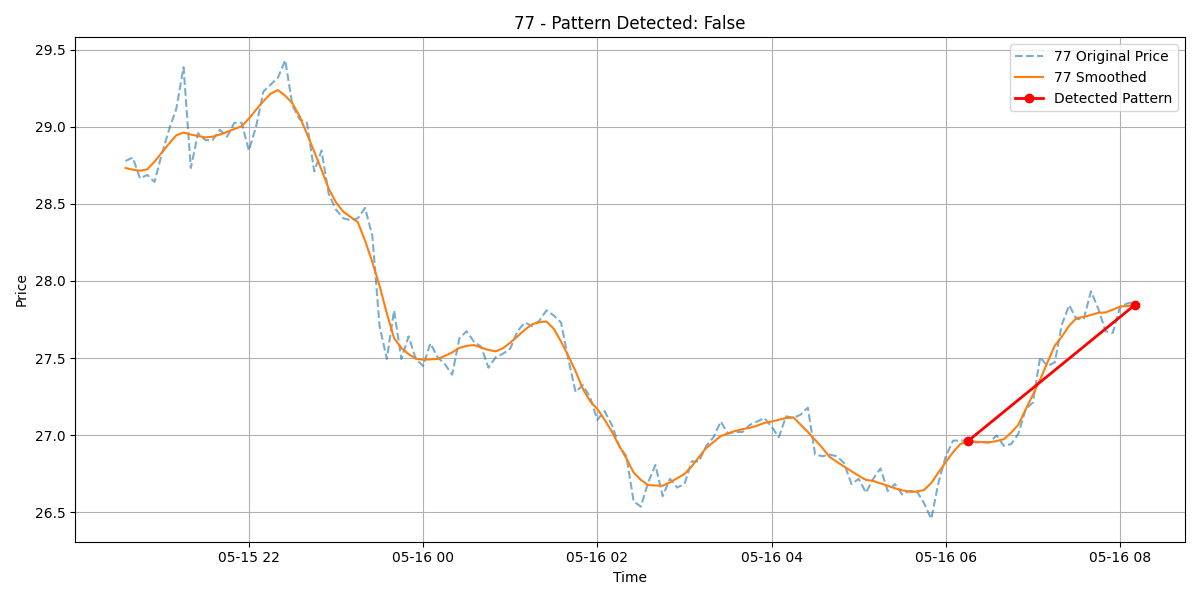 77 - Pattern Detected: False
77 Original Price
77 Smoothed
Detected Pattern
Price
29.5
29.0
28.5
28.0
27.5
27.0
26.5
05-15 22
05-16 00
05-16 02
05-16 04
05-16 06
05-16 08
Time